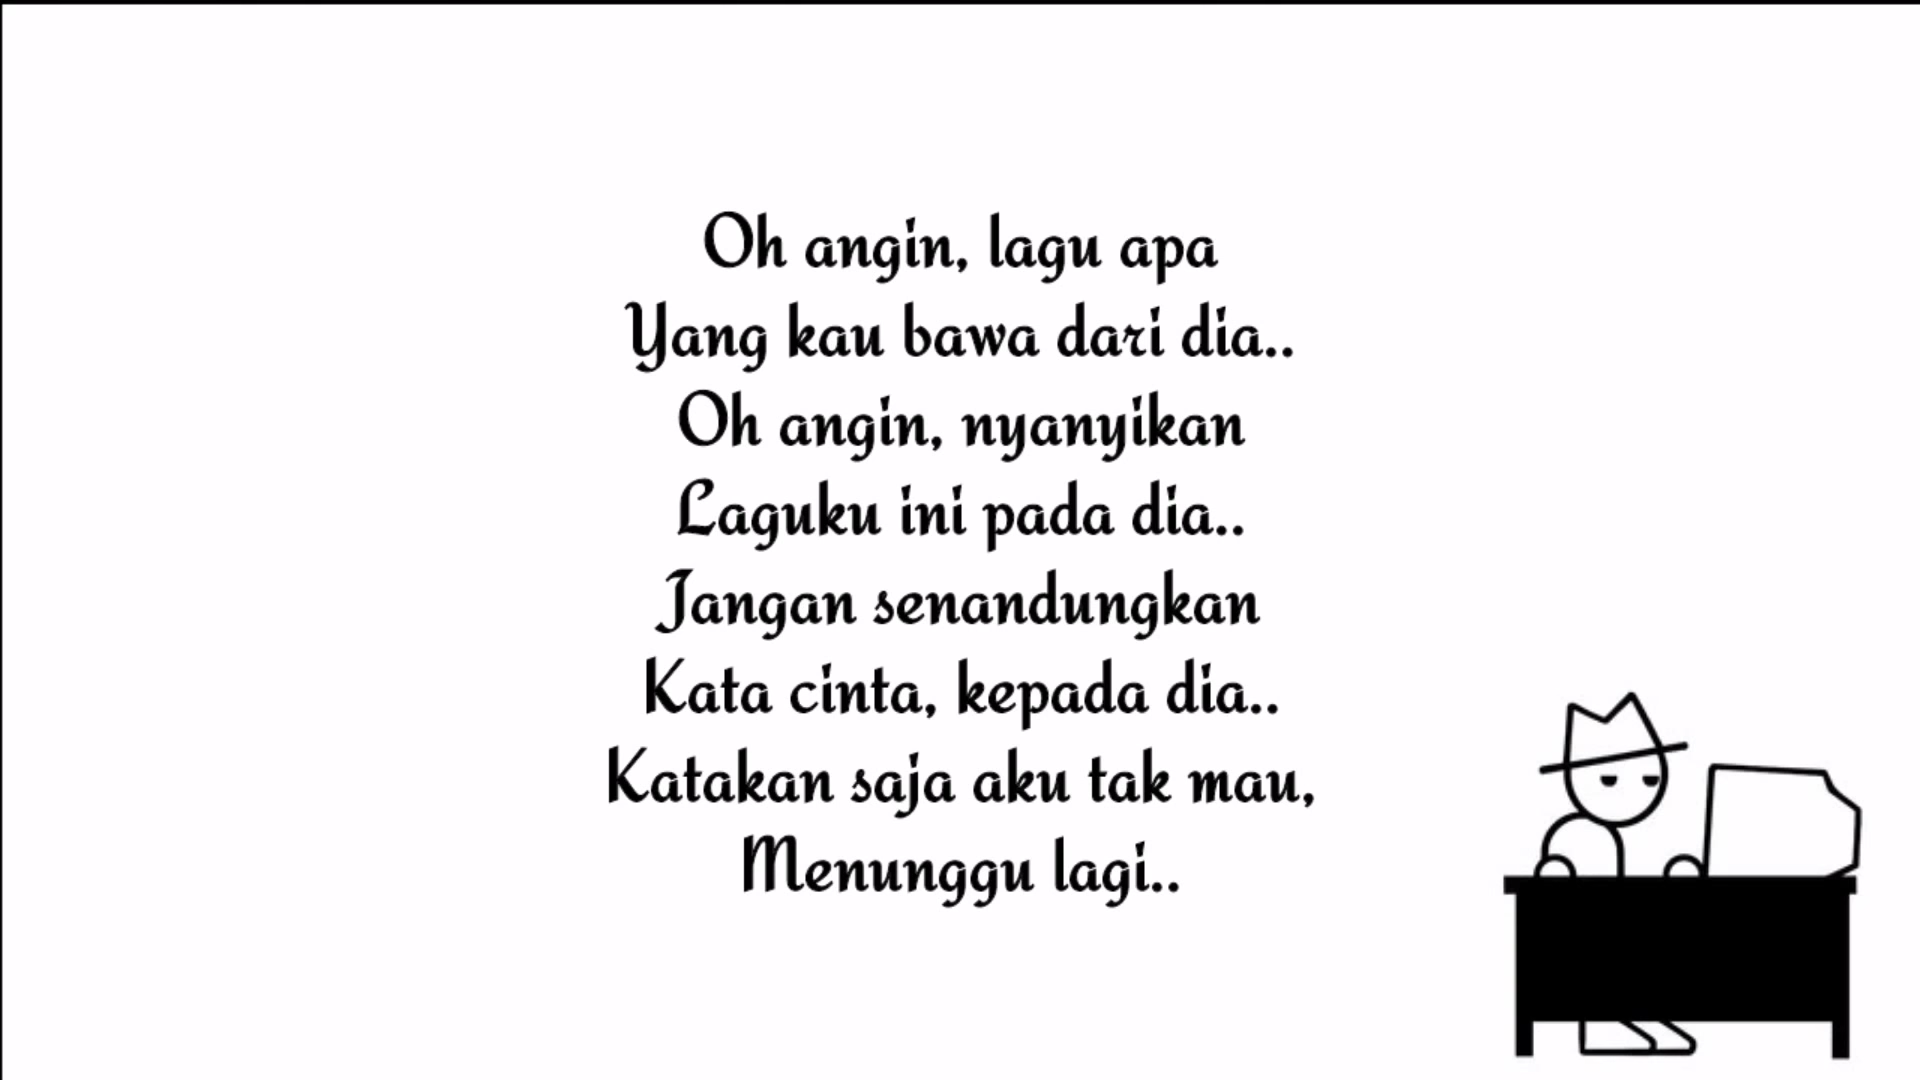 Oh angin, lagu apa
Yang kau bawa dari dia..
Oh angin, nyanyikan
Laguku ini pada dia..
Jangan senandungkan
Kata cinta, kepada dia..
Katakan saja aku tak mau,
Menunggu lagi..